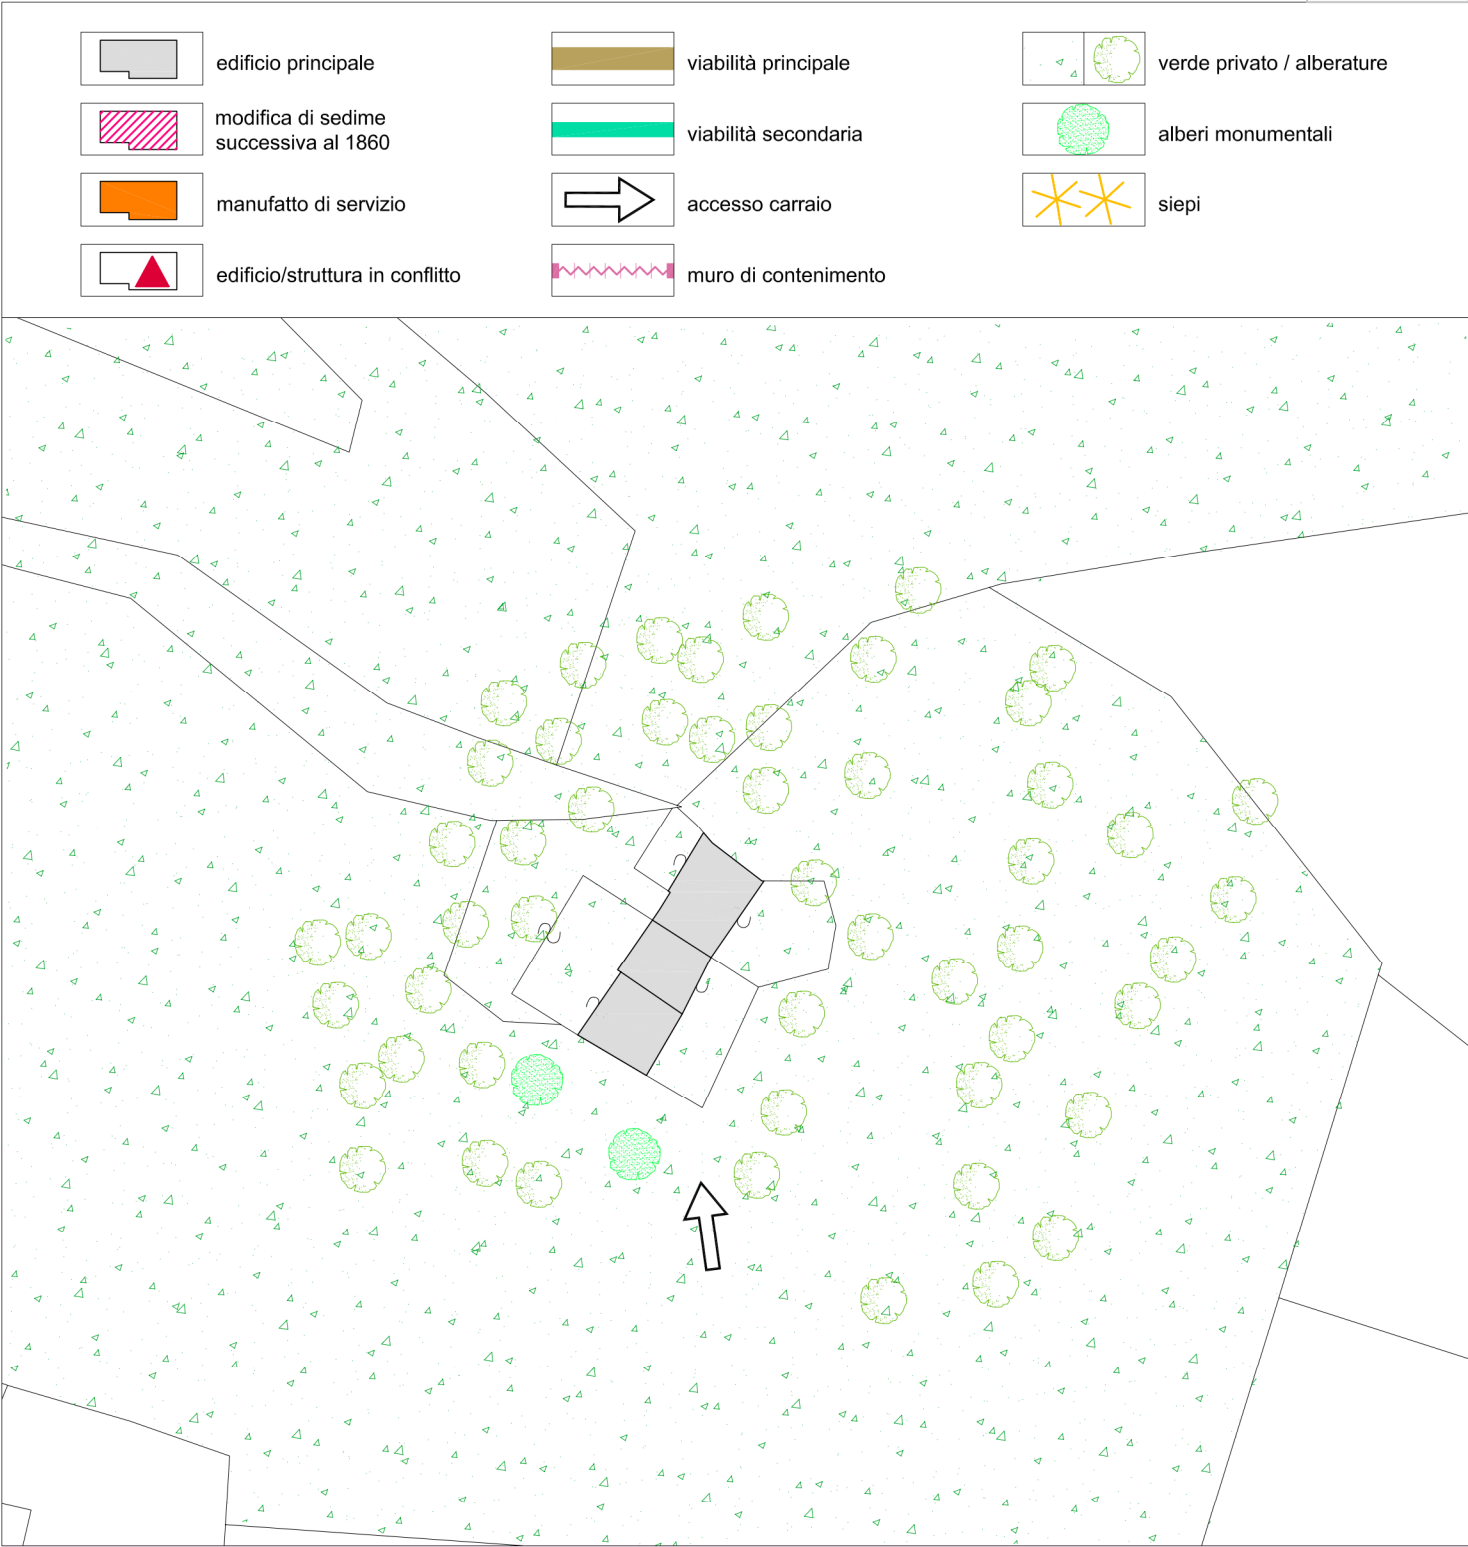 edificio principale
modifica di sedime
successiva al 1860
manufatto di servizio
edificio/struttura in conflitto
viabilità principale
viabilità secondaria
accesso carraio
muro di contenimento
verde privato / alberature
alberi monumentali
siepi